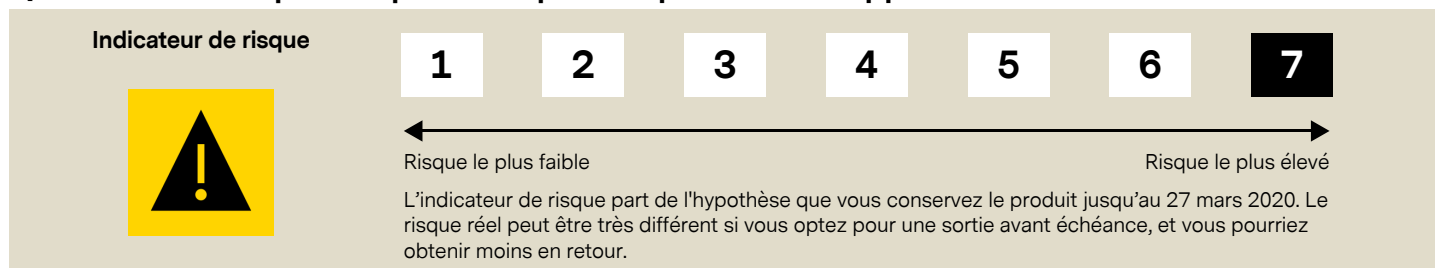 Indicateur de risque
1 2 3 4 5 6 7
Risque le plus faible
Risque le plus élevé
L'indicateur de risque part de l'hypothèse que vous conservez le produit jusqu'au 27 mars 2020. Le
risque réel peut être très différent si vous optez pour une sortie avant échéance, et vous pourriez
obtenir moins en retour.